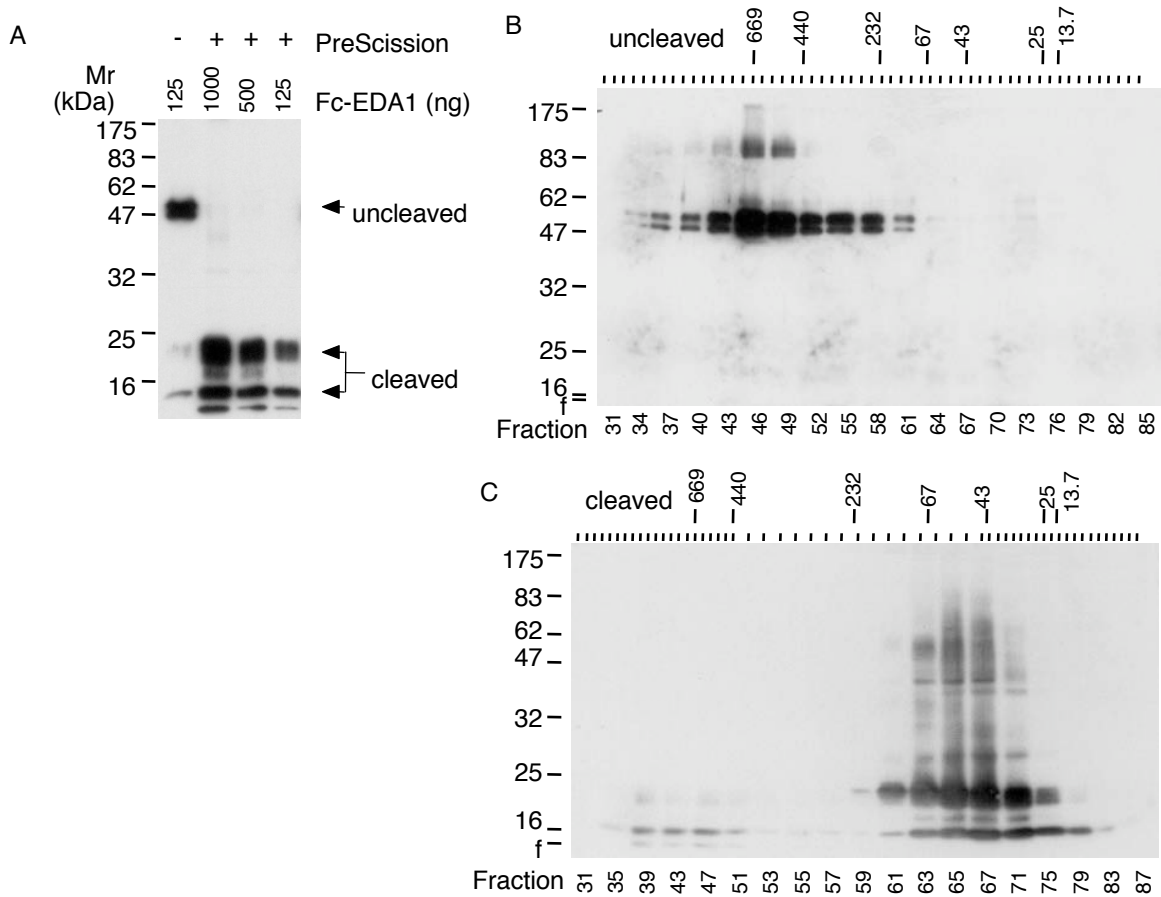 A
- + + + PreScission
Mr
(kDa)
125 1000 500 125 Fc-EDA1 (ng)
175
83
62
47
32
25
16
uncleaved
cleaved
B
uncleaved 669 440 232 67 43 25 13.7
175
83
62
47
32
25
16
f
Fraction 31 34 37 40 43 46 49 52 55 58 61 64 67 70 73 76 79 82 85
C
cleaved 669 440 232 67 43 25 13.7
175
83
62
47
32
25
16
f
Fraction 31 35 39 43 47 51 53 55 57 59 61 63 65 67 71 75 79 83 87